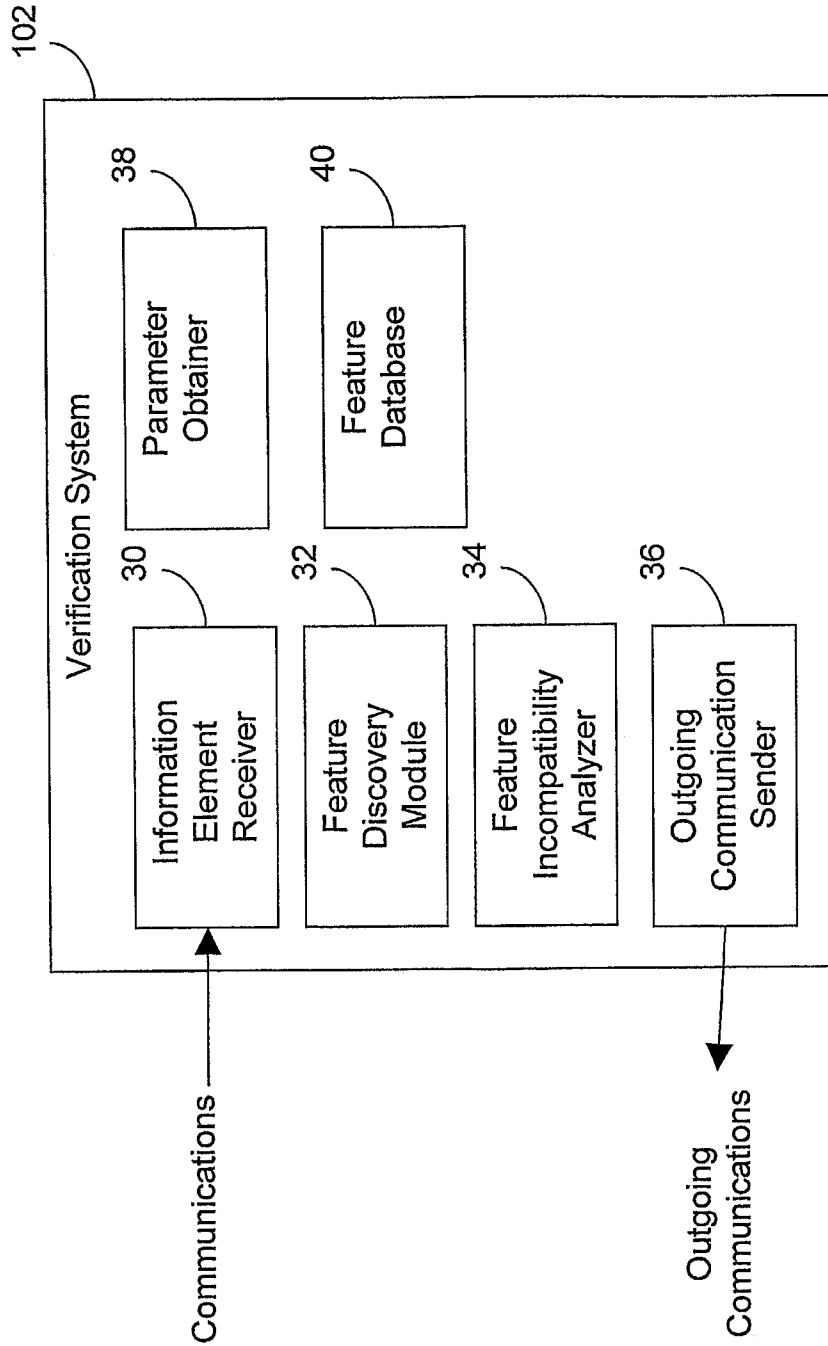 102
Verification System
Communications
30
Information
Element
Receiver
38
Parameter
Obtainer
32
Feature
Discovery
Module
40
Feature
Database
34
Feature
Incompatibility
Analyzer
36
Outgoing
Communication
Sender
Outgoing
Communications